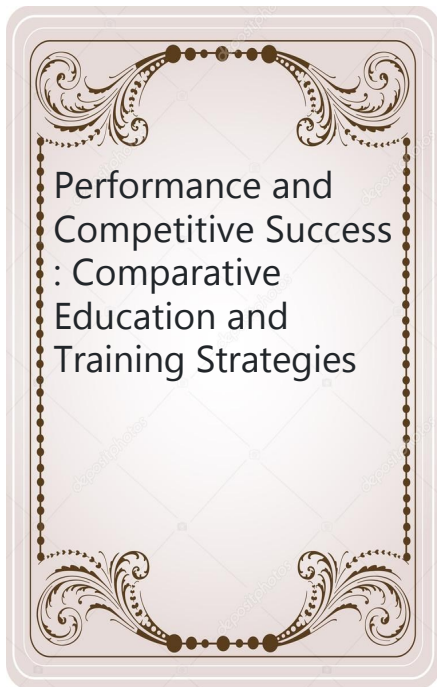 Performance and
Competitive Success
: Comparative
Education and
Training Strategies